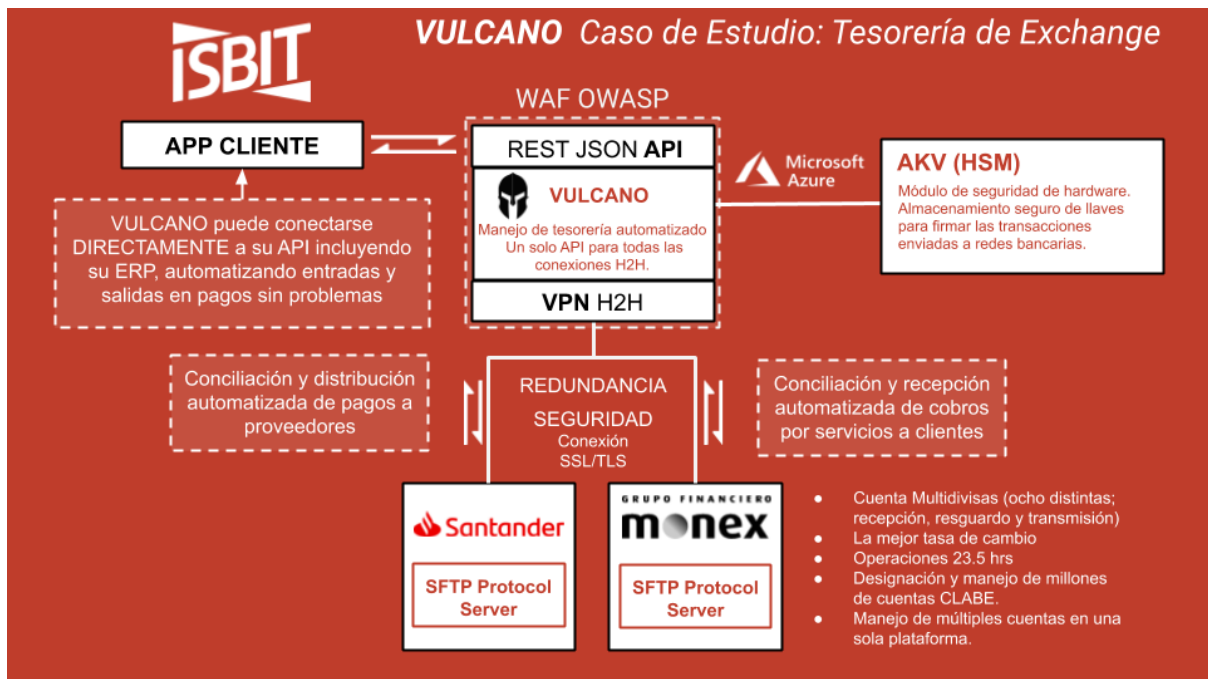 ISBIT
VULCANO Caso de Estudio: Tesorería de Exchange
WAF OWASP
APP CLIENTE
REST JSON API
VULCANO
Manejo de tesorería automatizado
Un solo API para todas las
conexiones H2H.
VPN H2H
Microsoft
Azure
AKV (HSM)
Módulo de seguridad de hardware.
Almacenamiento seguro de llaves
para firmar las transacciones
enviadas a redes bancarias.
VULCANO puede conectarse
DIRECTAMENTE a su API incluyendo
su ERP, automatizando entradas y
salidas en pagos sin problemas
Conciliación y distribución
automatizada de pagos a
proveedores
REDUNDANCIA
SEGURIDAD
Conexión
SSL/TLS
Conciliación y recepción
automatizada de cobros
por servicios a clientes
Santander
SFTP Protocol
Server
GRUPO FINANCIERO
monex
SFTP Protocol
Server
● Cuenta Multidivisas (ocho distintas;
recepción, resguardo y transmisión)
● La mejor tasa de cambio
● Operaciones 23.5 hrs
● Designación y manejo de millones
de cuentas CLABE.
● Manejo de múltiples cuentas en una
sola plataforma.